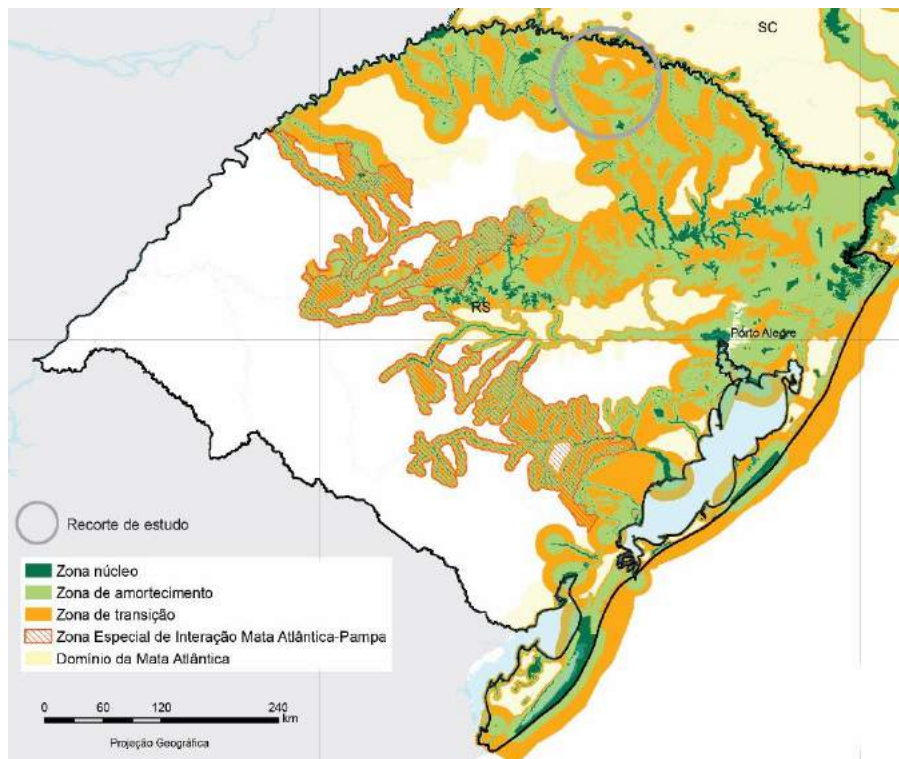 SC
RS
Porto Alegre
Recorte de estudo
Zona núcleo
Zona de amortecimento
Zona de transição
Zona Especial de Interação Mata Atlântica-Pampa
Domínio da Mata Atlântica
0 60 120 240
km
Projeção Geográfica